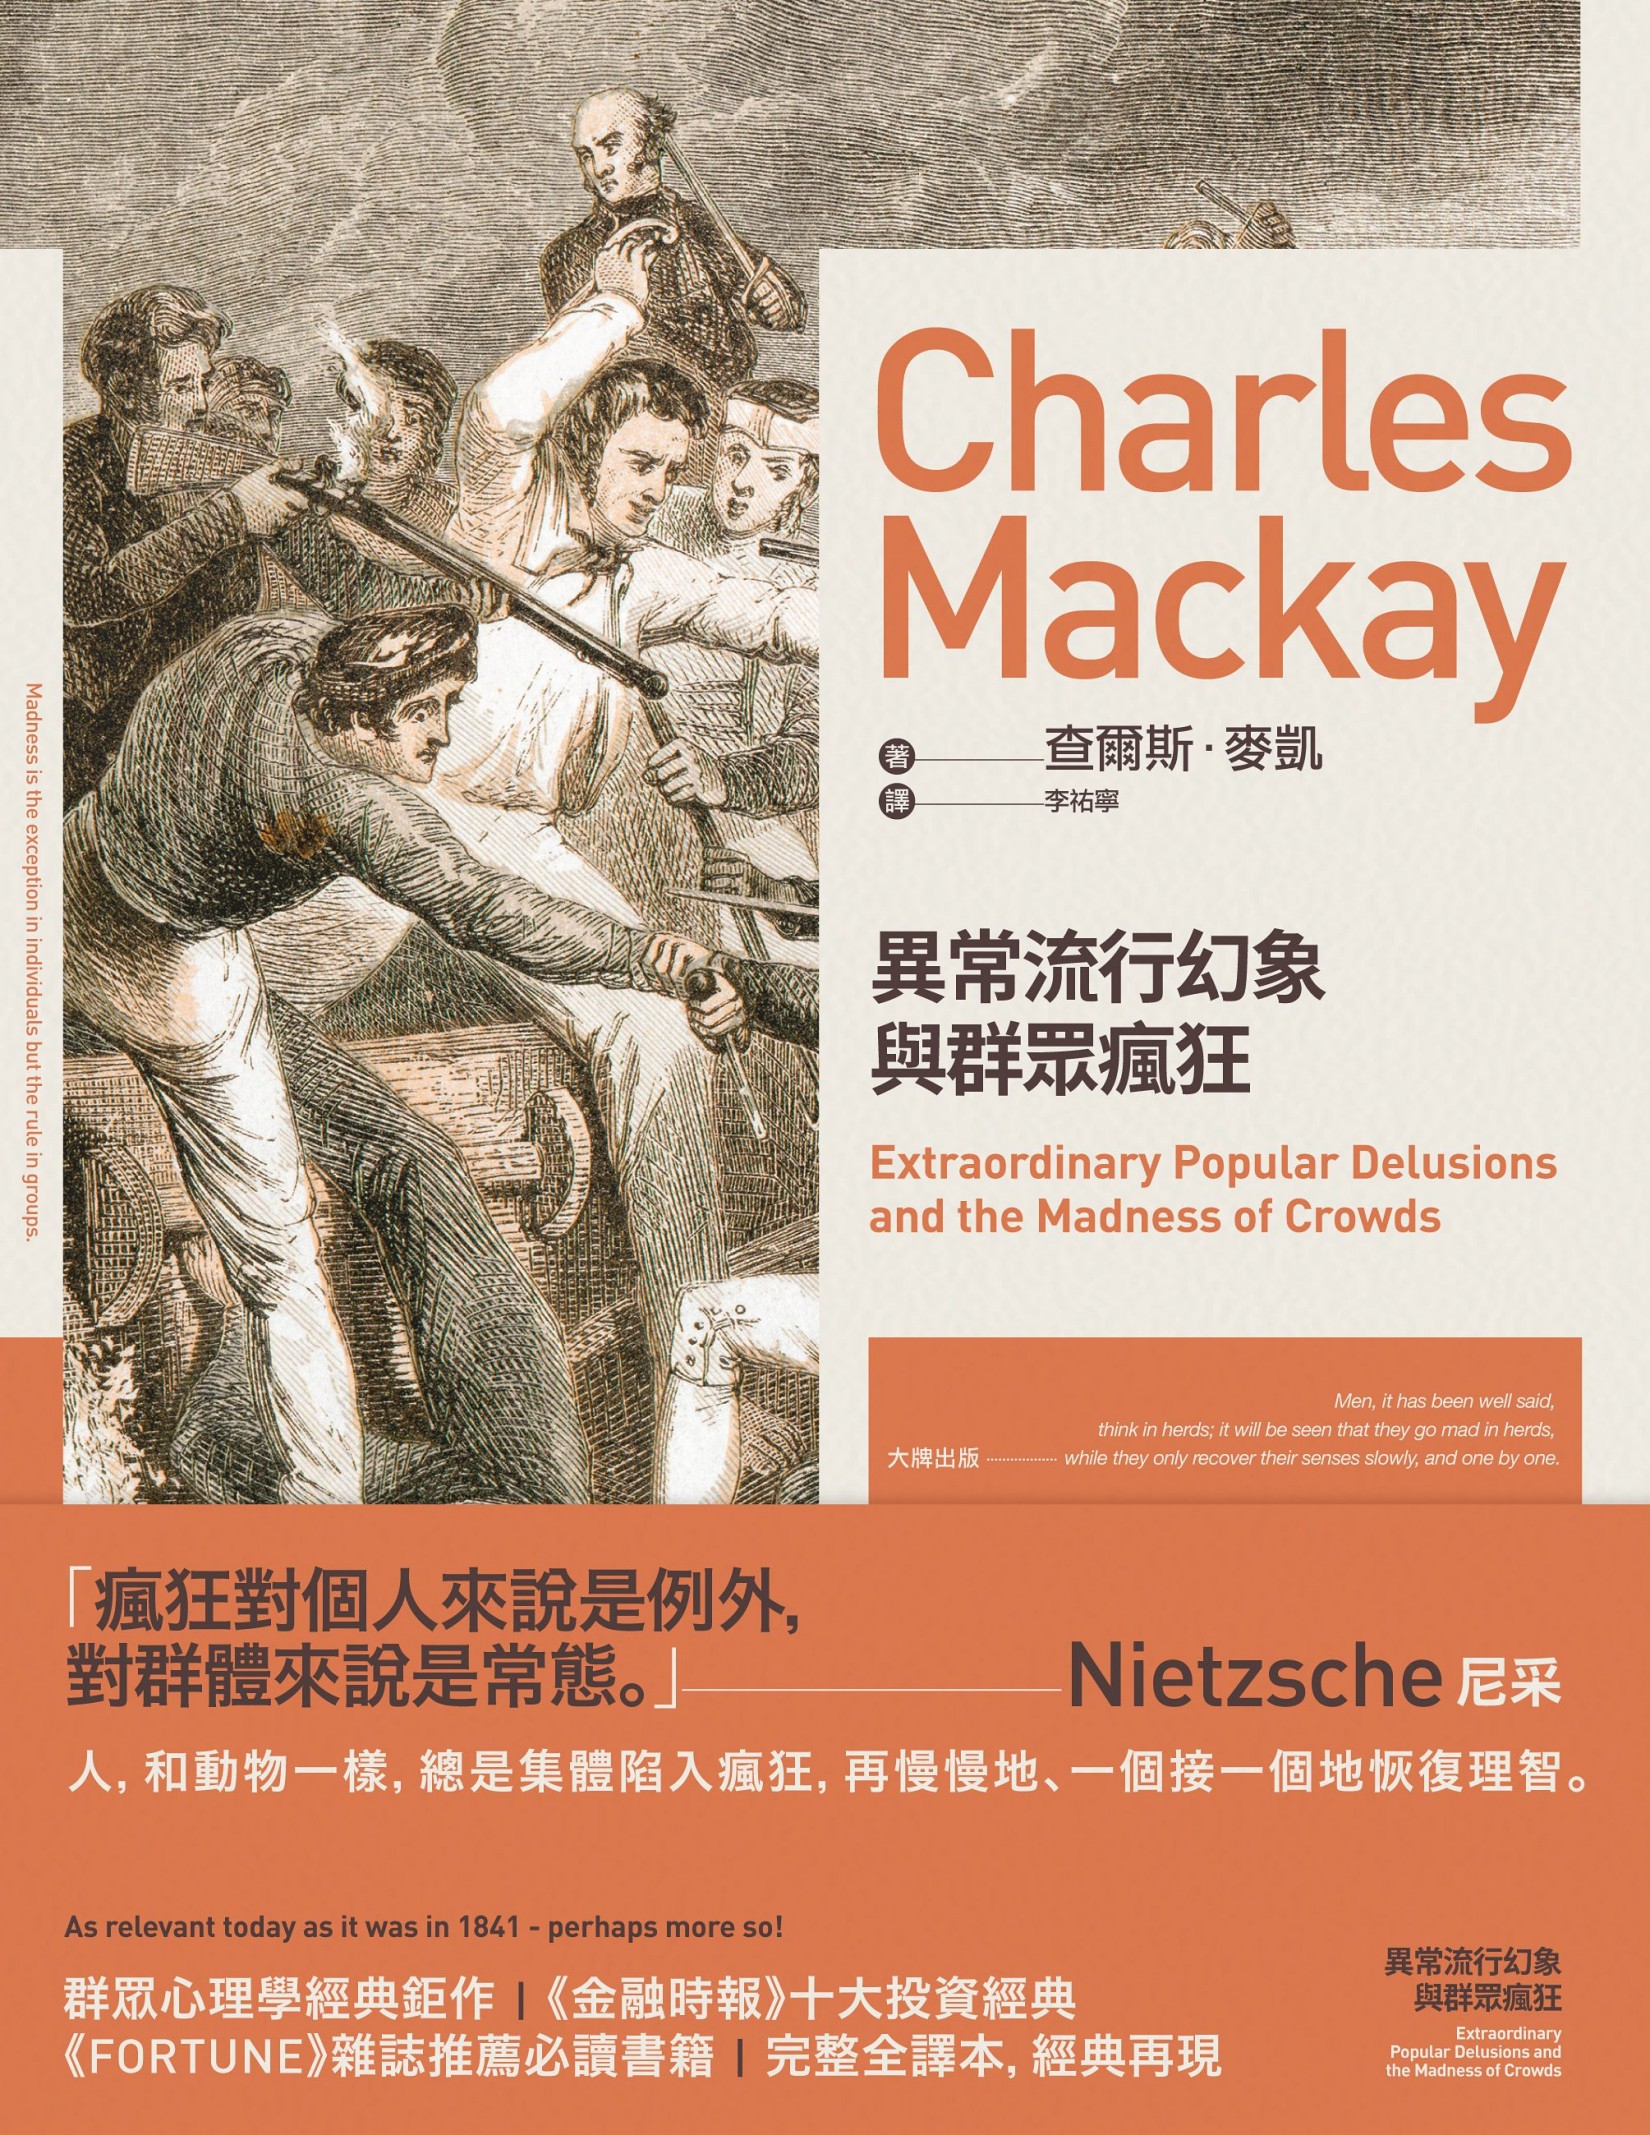 Charles
Mackay
著 查爾斯·麥凱
譯 李祐寧
異常流行幻象
與群眾瘋狂
Extraordinary Popular Delusions
and the Madness of Crowds
Madness is the exception in individuals but the rule in groups.
Men, it has been well said,
think in herds; it will be seen that they go mad in herds,
大牌出版 while they only recover their senses slowly, and one by one.
「瘋狂對個人來說是例外,
對群體來說是常態。」 Nietzsche 尼采
人, 和動物一樣, 總是集體陷入瘋狂, 再慢慢地、一個接一個地恢復理智。
As relevant today as it was in 1841 - perhaps more so!
群眾心理學經典鉅作 |《金融時報》十大投資經典
《FORTUNE》雜誌推薦必讀書籍 | 完整全譯本, 經典再現
異常流行幻象
與群眾瘋狂
Extraordinary
Popular Delusions and
the Madness of Crowds